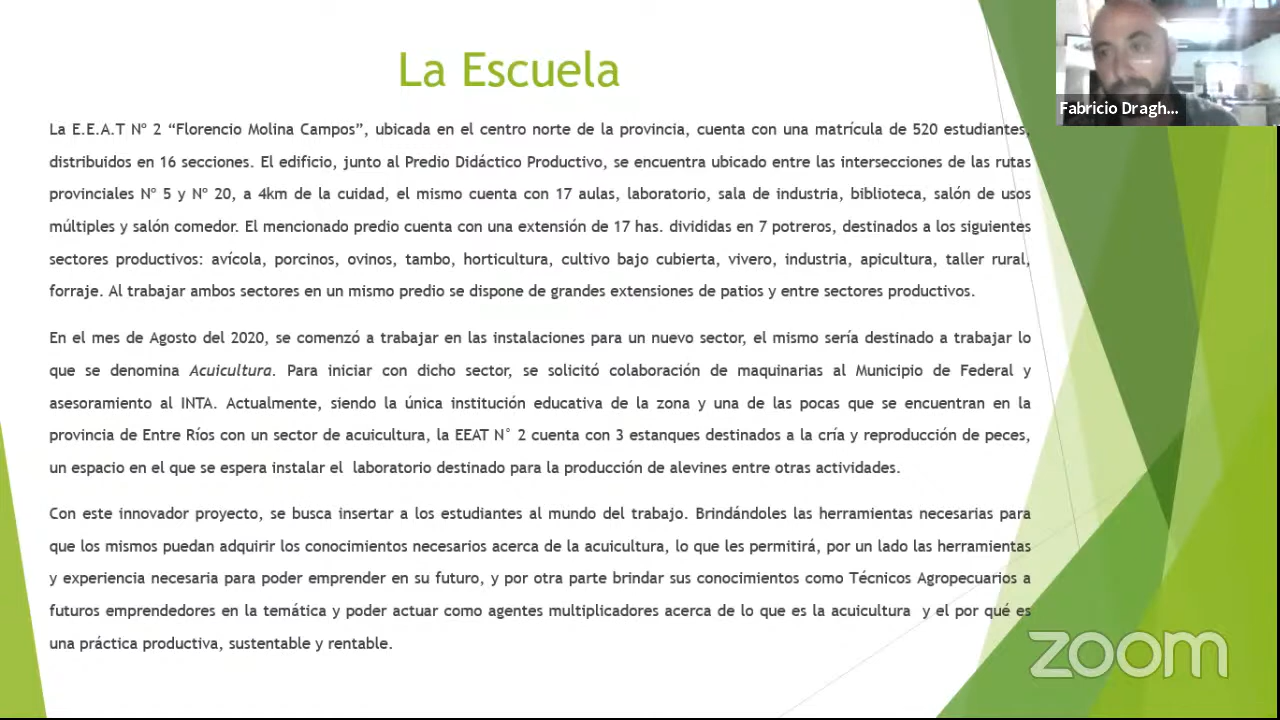 La Escuela
Fabricio Dragh...
La E.E.A.T Nº 2 “Florencio Molina Campos”, ubicada en el centro norte de la provincia, cuenta con una matrícula de 520 estudiantes,
distribuidos en 16 secciones. El edificio, junto al Predio Didáctico Productivo, se encuentra ubicado entre las intersecciones de las rutas
provinciales Nº 5 y Nº 20, a 4km de la cuidad, el mismo cuenta con 17 aulas, laboratorio, sala de industria, biblioteca, salón de usos
múltiples y salón comedor. El mencionado predio cuenta con una extensión de 17 has. divididas en 7 potreros, destinados a los siguientes
sectores productivos: avícola, porcinos, ovinos, tambo, horticultura, cultivo bajo cubierta, vivero, industria, apicultura, taller rural,
forraje. Al trabajar ambos sectores en un mismo predio se dispone de grandes extensiones de patios y entre sectores productivos.
En el mes de Agosto del 2020, se comenzó a trabajar en las instalaciones para un nuevo sector, el mismo sería destinado a trabajar lo
que se denomina Acuicultura. Para iniciar con dicho sector, se solicitó colaboración de maquinarias al Municipio de Federal y
asesoramiento al INTA. Actualmente, siendo la única institución educativa de la zona y una de las pocas que se encuentran en la
provincia de Entre Ríos con un sector de acuicultura, la EEAT N° 2 cuenta con 3 estanques destinados a la cría y reproducción de peces,
un espacio en el que se espera instalar el laboratorio destinado para la producción de alevines entre otras actividades.
Con este innovador proyecto, se busca insertar a los estudiantes al mundo del trabajo. Brindándoles las herramientas necesarias para
que los mismos puedan adquirir los conocimientos necesarios acerca de la acuicultura, lo que les permitirá, por un lado las herramientas
y experiencia necesaria para poder emprender en su futuro, y por otra parte brindar sus conocimientos como Técnicos Agropecuarios a
futuros emprendedores en la temática y poder actuar como agentes multiplicadores acerca de lo que es la acuicultura y el por qué es
una práctica productiva, sustentable y rentable.
zoom